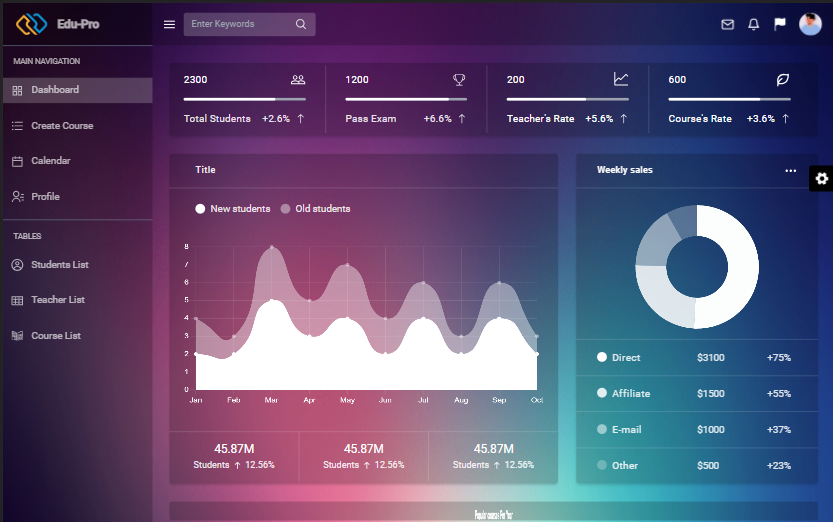 Edu-Pro
Enter Keywords
MAIN NAVIGATION
Dashboard
Create Course
Calendar
Profile
TABLES
Students List
Teacher List
Course List
2300
Total Students +2.6% ↑
1200
Pass Exam +6.6% ↑
200
Teacher's Rate +5.6% ↑
600
Course's Rate +3.6% ↑
Title
New students Old students
8
7
6
5
4
3
2
1
0
Jan Feb Mar Apr May Jun Jul Aug Sep Oct
45.87M
Students ↑ 12.56%
45.87M
Students ↑ 12.56%
45.87M
Students ↑ 12.56%
Weekly sales
Direct $3100 +75%
Affiliate $1500 +55%
E-mail $1000 +37%
Other $500 +23%
Popular course Per Year